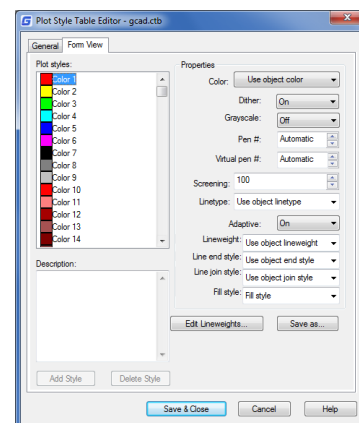 Plot Style Table Editor - gcad.ctb
General Form View
Plot styles:
Color 1
Color 2
Color 3
Color 4
Color 5
Color 6
Color 7
Color 8
Color 9
Color 10
Color 11
Color 12
Color 13
Color 14
Description:
Add Style Delete Style
Properties
Color: Use object color
Dither: On
Grayscale: Off
Pen #: Automatic
Virtual pen #: Automatic
Screening: 100
Linetype: Use object linetype
Adaptive: On
Lineweight: Use object lineweight
Line end style: Use object end style
Line join style: Use object join style
Fill style: Fill style
Edit Lineweights... Save as...
Save & Close Cancel Help